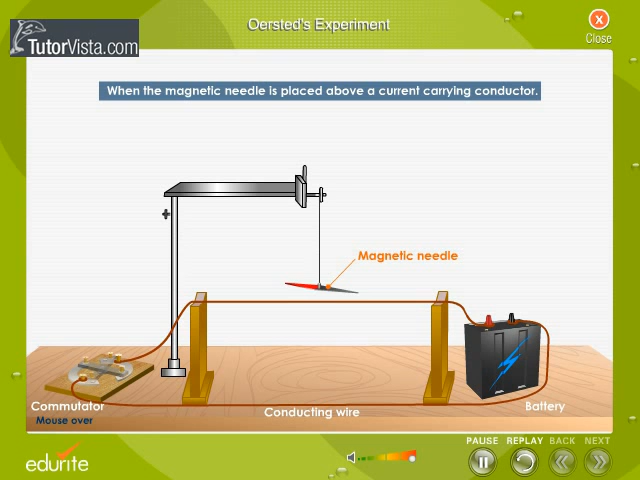 Oersted's Experiment
X
Close
TutorVista.com
When the magnetic needle is placed above a current carrying conductor.
Magnetic needle
Commutator
Mouse over
Conducting wire
Battery
PAUSE REPLAY BACK NEXT
edurite